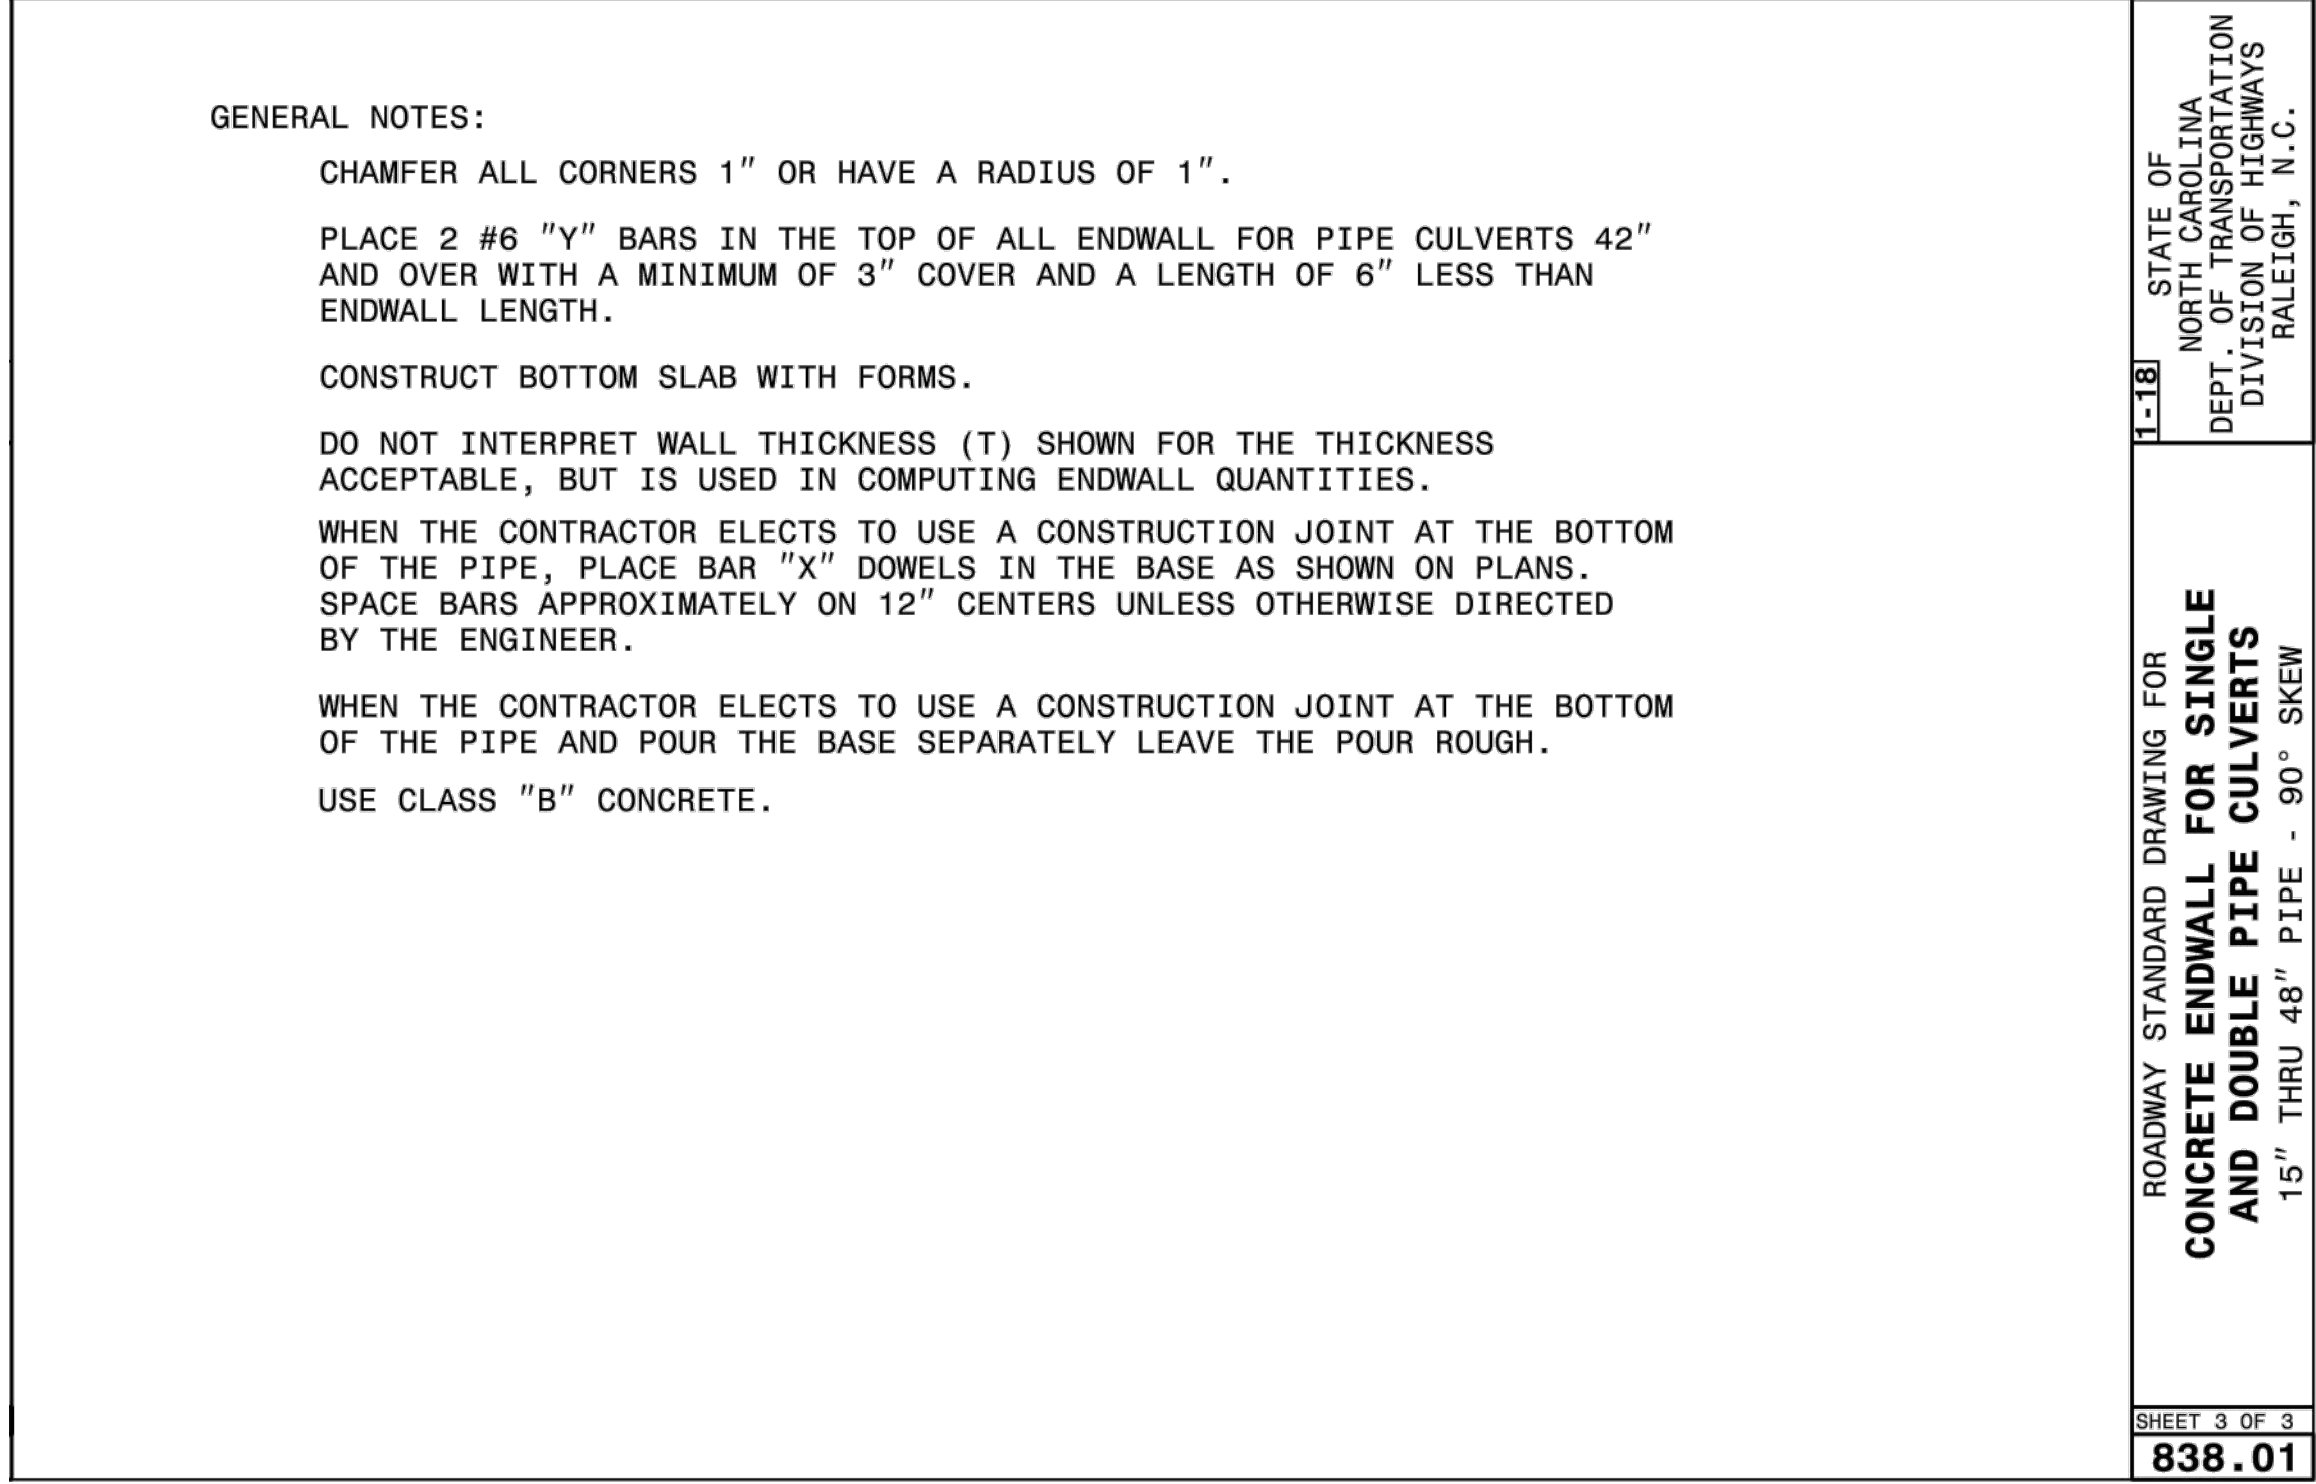 GENERAL NOTES:
CHAMFER ALL CORNERS 1" OR HAVE A RADIUS OF 1".
PLACE 2 #6 "Y" BARS IN THE TOP OF ALL ENDWALL FOR PIPE CULVERTS 42"
AND OVER WITH A MINIMUM OF 3" COVER AND A LENGTH OF 6" LESS THAN
ENDWALL LENGTH.
CONSTRUCT BOTTOM SLAB WITH FORMS.
DO NOT INTERPRET WALL THICKNESS (T) SHOWN FOR THE THICKNESS
ACCEPTABLE, BUT IS USED IN COMPUTING ENDWALL QUANTITIES.
WHEN THE CONTRACTOR ELECTS TO USE A CONSTRUCTION JOINT AT THE BOTTOM
OF THE PIPE, PLACE BAR "X" DOWELS IN THE BASE AS SHOWN ON PLANS.
SPACE BARS APPROXIMATELY ON 12" CENTERS UNLESS OTHERWISE DIRECTED
BY THE ENGINEER.
WHEN THE CONTRACTOR ELECTS TO USE A CONSTRUCTION JOINT AT THE BOTTOM
OF THE PIPE AND POUR THE BASE SEPARATELY LEAVE THE POUR ROUGH.
USE CLASS "B" CONCRETE.
1-18
STATE OF
NORTH CAROLINA
DEPT. OF TRANSPORTATION
DIVISION OF HIGHWAYS
RALEIGH, N.C.
ROADWAY STANDARD DRAWING FOR
CONCRETE ENDWALL FOR SINGLE
AND DOUBLE PIPE CULVERTS
15" THRU 48" PIPE - 90° SKEW
SHEET 3 OF 3
838.01